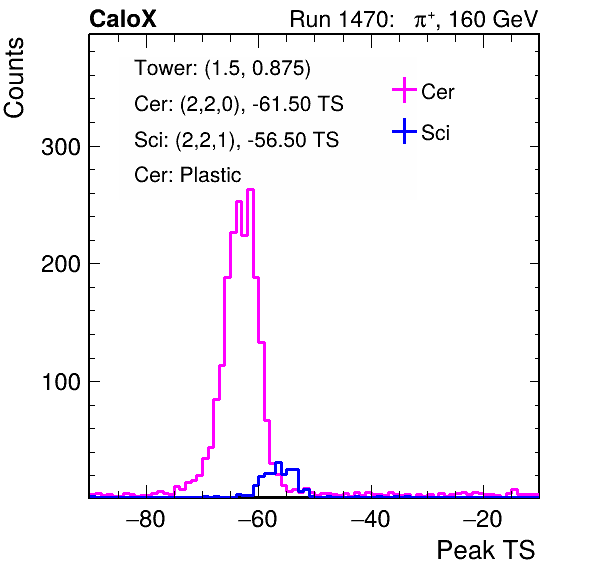 CaloX Run 1470: π⁺, 160 GeV
Counts
Tower: (1.5, 0.875)
Cer: (2,2,0), -61.50 TS
Sci: (2,2,1), -56.50 TS
Cer: Plastic
Cer
Sci
300
200
100
−80 −60 −40 −20
Peak TS